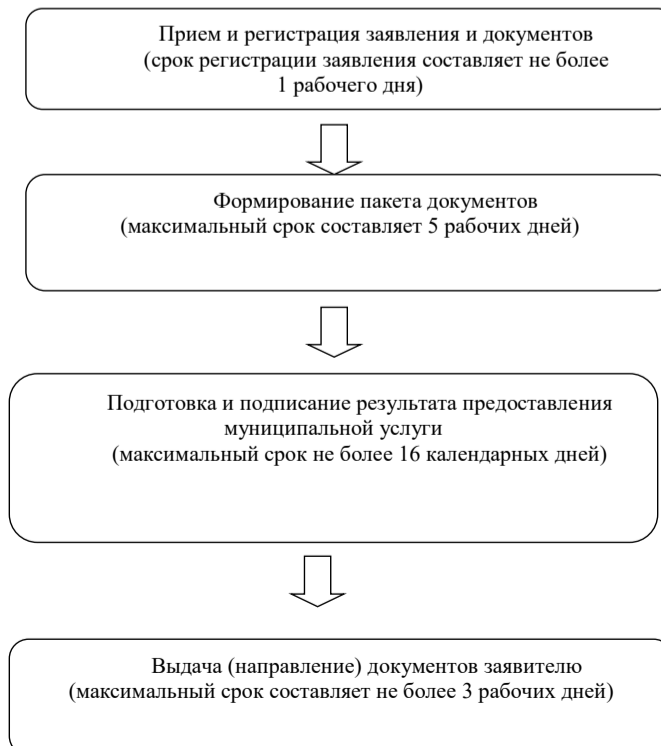 Прием и регистрация заявления и документов
(срок регистрации заявления составляет не более
1 рабочего дня)
Формирование пакета документов
(максимальный срок составляет 5 рабочих дней)
Подготовка и подписание результата предоставления
муниципальной услуги
(максимальный срок не более 16 календарных дней)
Выдача (направление) документов заявителю
(максимальный срок составляет не более 3 рабочих дней)